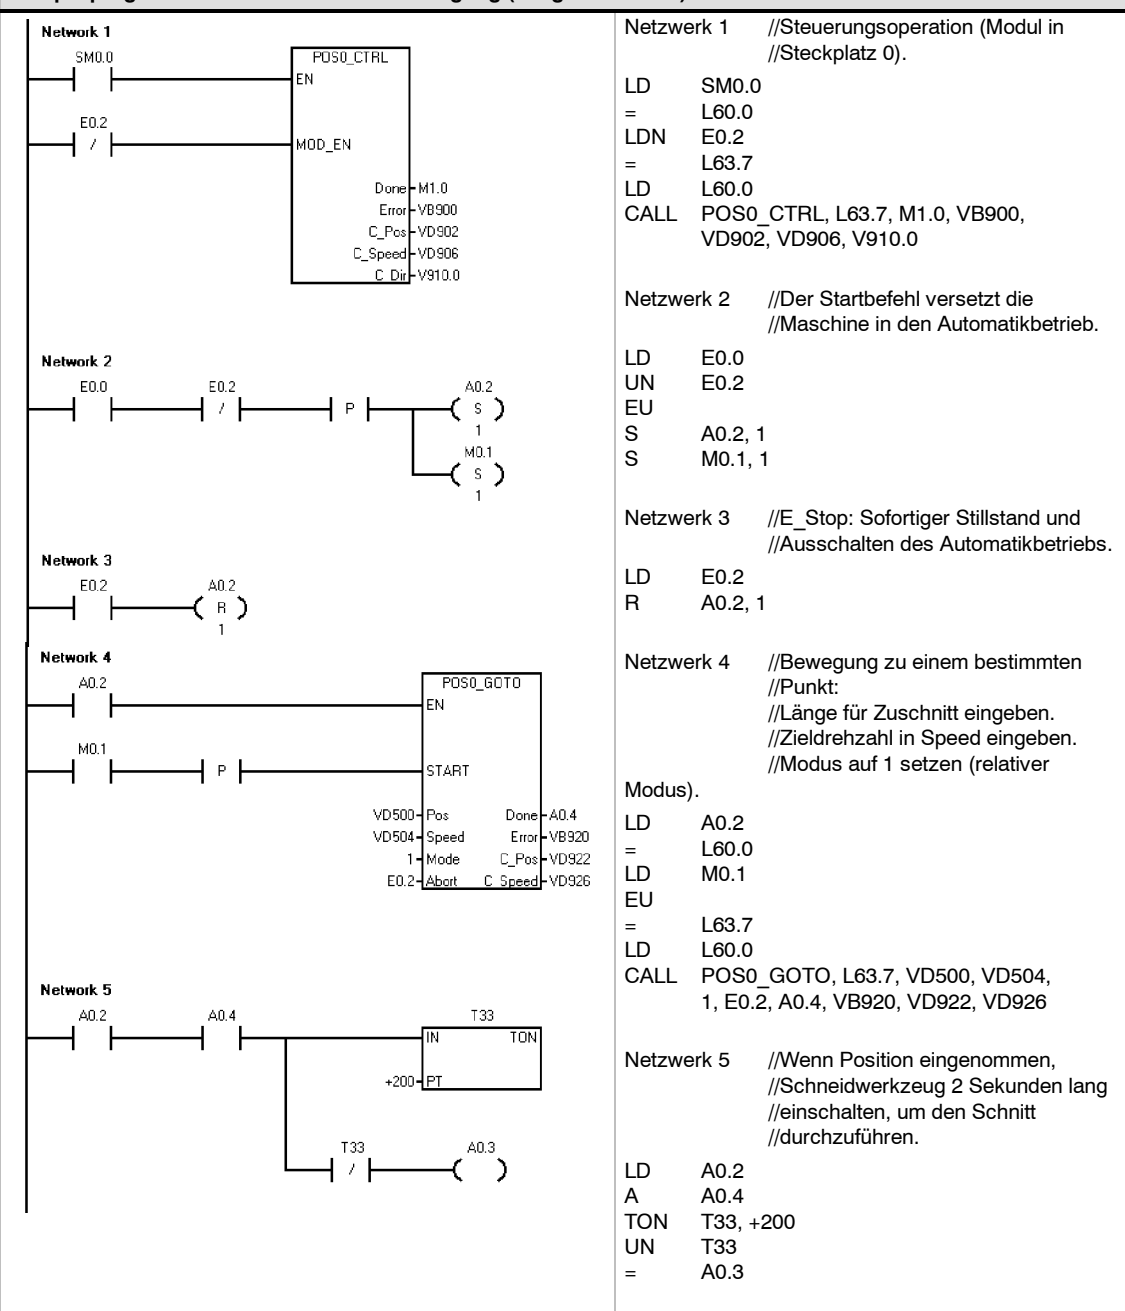 Network 1
SM0.0
POS0_CTRL
EN
E0.2
/
MOD_EN
Done M1.0
Error VB900
C_Pos VD902
C_Speed VD906
C_Dir V910.0
Network 2
E0.0 E0.2 A0.2
/ P S
1
M0.1
S
1
Network 3
E0.2 A0.2
R
1
Network 4
A0.2
POS0_GOTO
EN
M0.1
P
START
VD500 Pos Done A0.4
VD504 Speed Error VB920
1 Mode C_Pos VD922
E0.2 Abort C_Speed VD926
Network 5
A0.2 A0.4 T33
IN TON
+200 PT
T33 A0.3
/
Netzwerk 1 //Steuerungsoperation (Modul in
//Steckplatz 0).
LD SM0.0
= L60.0
LDN E0.2
= L63.7
LD L60.0
CALL POS0_CTRL, L63.7, M1.0, VB900,
VD902, VD906, V910.0
Netzwerk 2 //Der Startbefehl versetzt die
//Maschine in den Automatikbetrieb.
LD E0.0
UN E0.2
EU
S A0.2, 1
S M0.1, 1
Netzwerk 3 //E_Stop: Sofortiger Stillstand und
//Ausschalten des Automatikbetriebs.
LD E0.2
R A0.2, 1
Netzwerk 4 //Bewegung zu einem bestimmten
//Punkt:
//Länge für Zuschnitt eingeben.
//Zieldrehzahl in Speed eingeben.
//Modus auf 1 setzen (relativer
Modus).
LD A0.2
= L60.0
LD M0.1
EU
= L63.7
LD L60.0
CALL POS0_GOTO, L63.7, VD500, VD504,
1, E0.2, A0.4, VB920, VD922, VD926
Netzwerk 5 //Wenn Position eingenommen,
//Schneidwerkzeug 2 Sekunden lang
//einschalten, um den Schnitt
//durchzuführen.
LD A0.2
A A0.4
TON T33, +200
UN T33
= A0.3